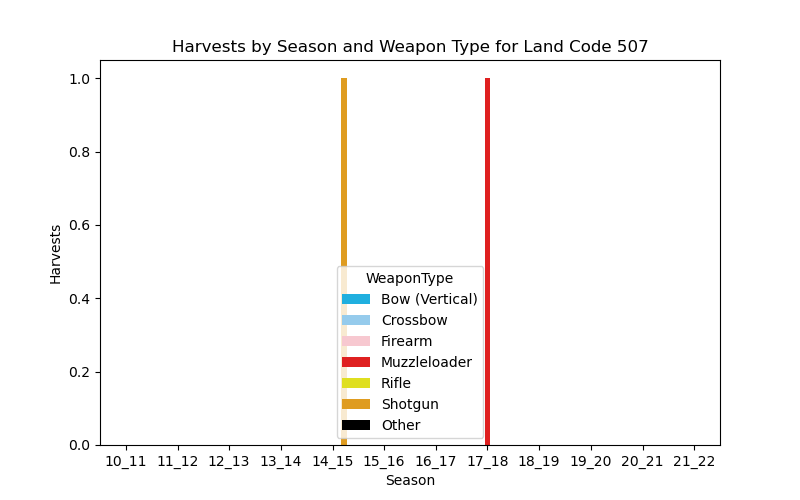 Harvests by Season and Weapon Type for Land Code 507
1.0
0.8
0.6
0.4
0.2
0.0
Harvests
WeaponType
Bow (Vertical)
Crossbow
Firearm
Muzzleloader
Rifle
Shotgun
Other
10_11 11_12 12_13 13_14 14_15 15_16 16_17 17_18 18_19 19_20 20_21 21_22
Season